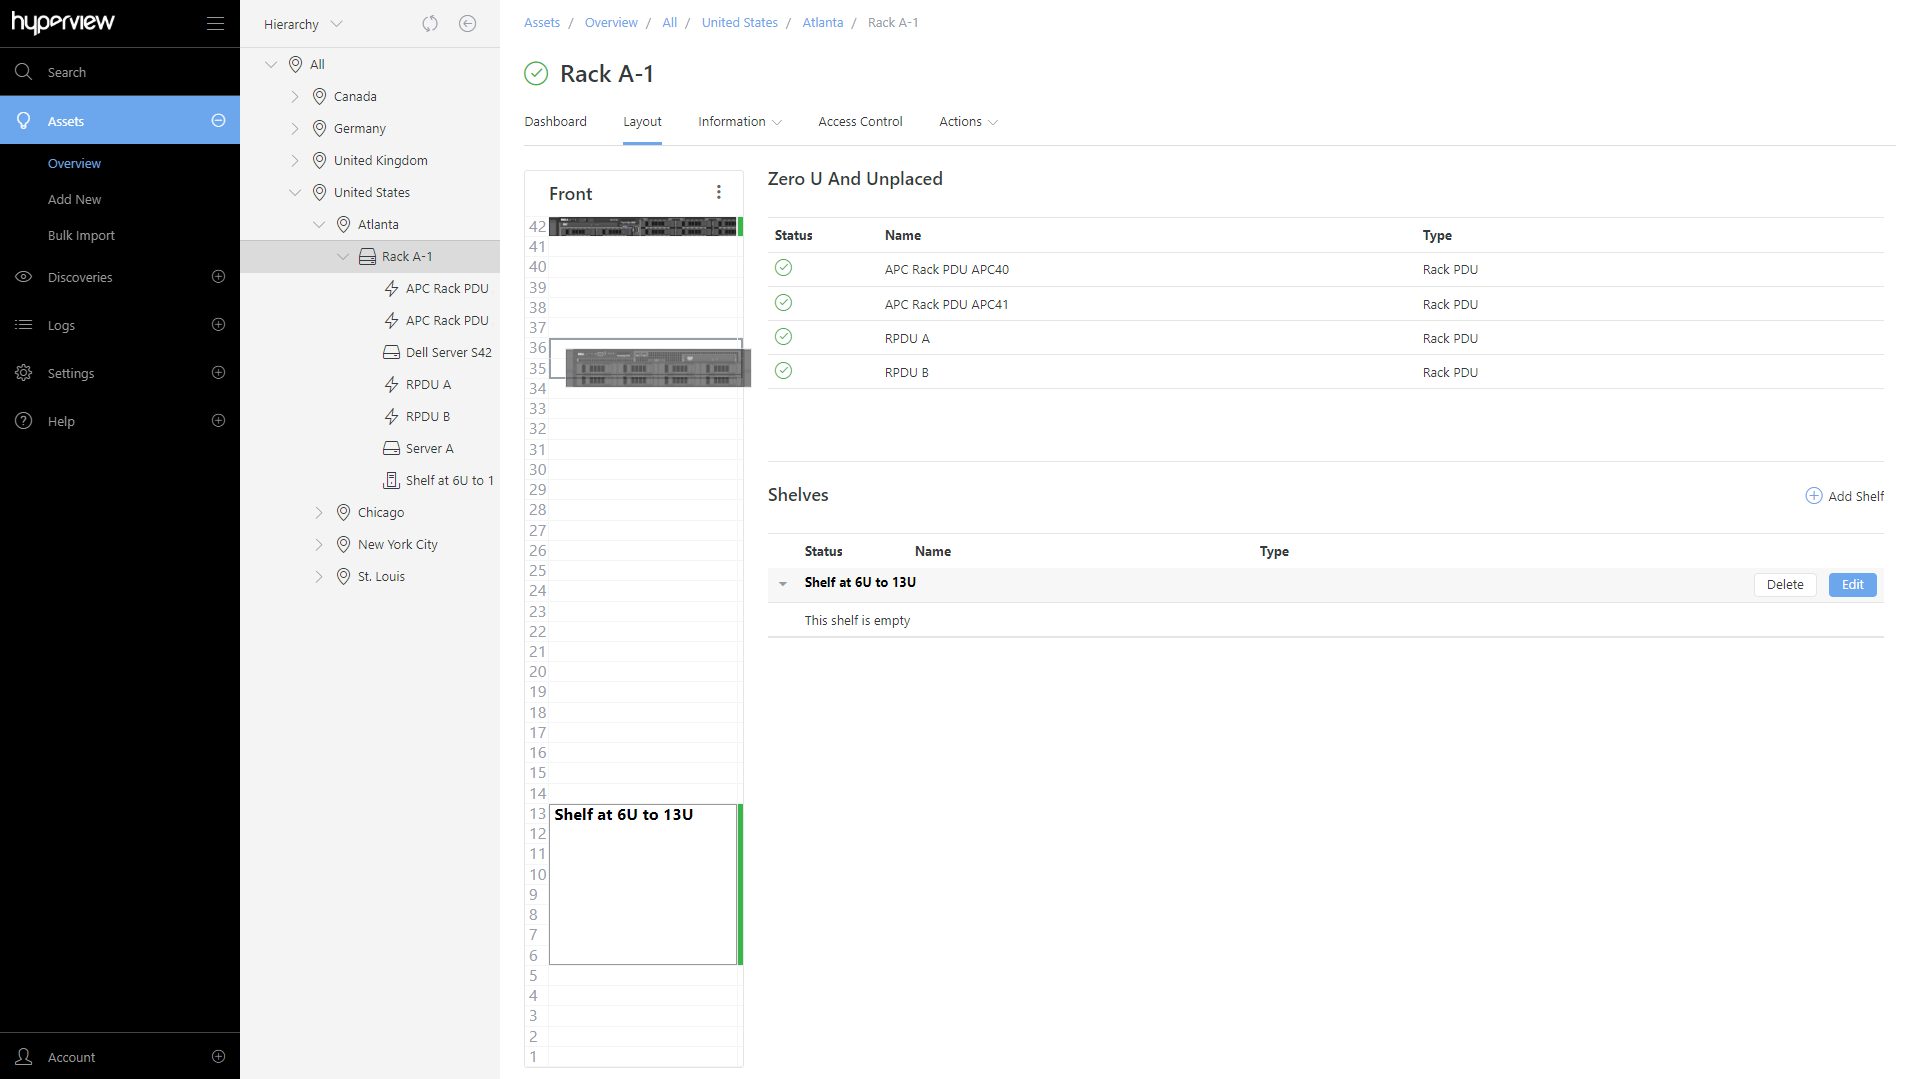 hyperview
Search
Assets
Overview
Add New
Bulk Import
Discoveries
Logs
Settings
Help
Account
Hierarchy
All
Canada
Germany
United Kingdom
United States
Atlanta
Rack A-1
APC Rack PDU
APC Rack PDU
Dell Server S42
RPDU A
RPDU B
Server A
Shelf at 6U to 1
Chicago
New York City
St. Louis
Assets / Overview / All / United States / Atlanta / Rack A-1
Rack A-1
Dashboard Layout Information Access Control Actions
Front
42
41
40
39
38
37
36
35
34
33
32
31
30
29
28
27
26
25
24
23
22
21
20
19
18
17
16
15
14
13 Shelf at 6U to 13U
12
11
10
9
8
7
6
5
4
3
2
1
Zero U And Unplaced
Status Name Type
APC Rack PDU APC40 Rack PDU
APC Rack PDU APC41 Rack PDU
RPDU A Rack PDU
RPDU B Rack PDU
Shelves Add Shelf
Status Name Type
Shelf at 6U to 13U Delete Edit
This shelf is empty